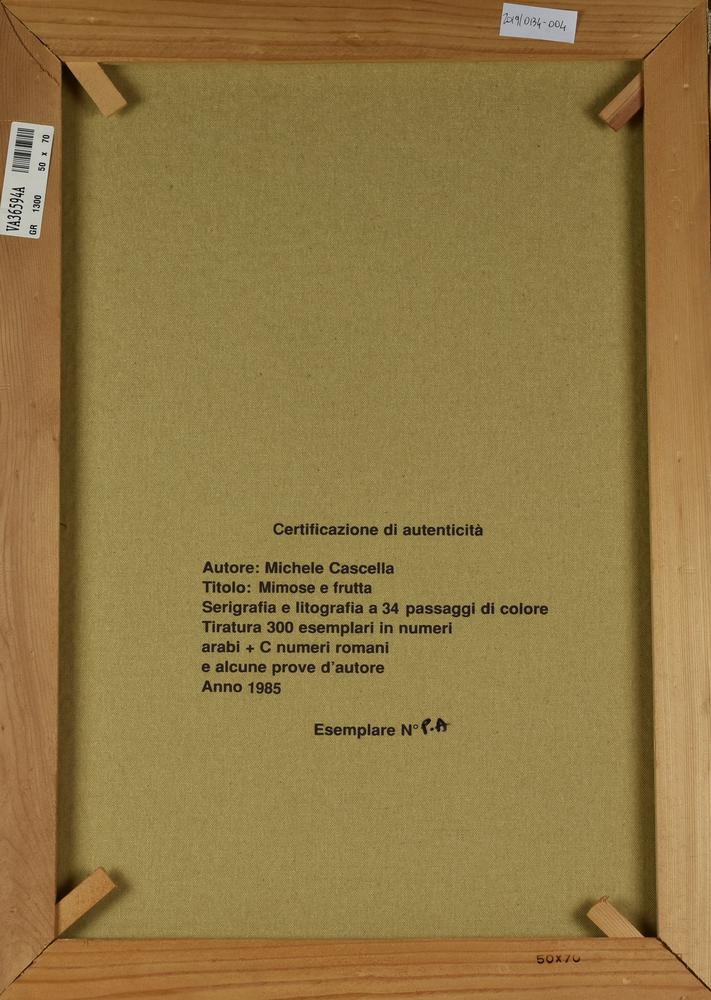 2019/0134-004
VA36594A
GR 1300 50 x 70
Certificazione di autenticità
Autore: Michele Cascella
Titolo: Mimose e frutta
Serigrafia e litografia a 34 passaggi di colore
Tiratura 300 esemplari in numeri
arabi + C numeri romani
e alcune prove d'autore
Anno 1985
Esemplare N° P.A
50X70